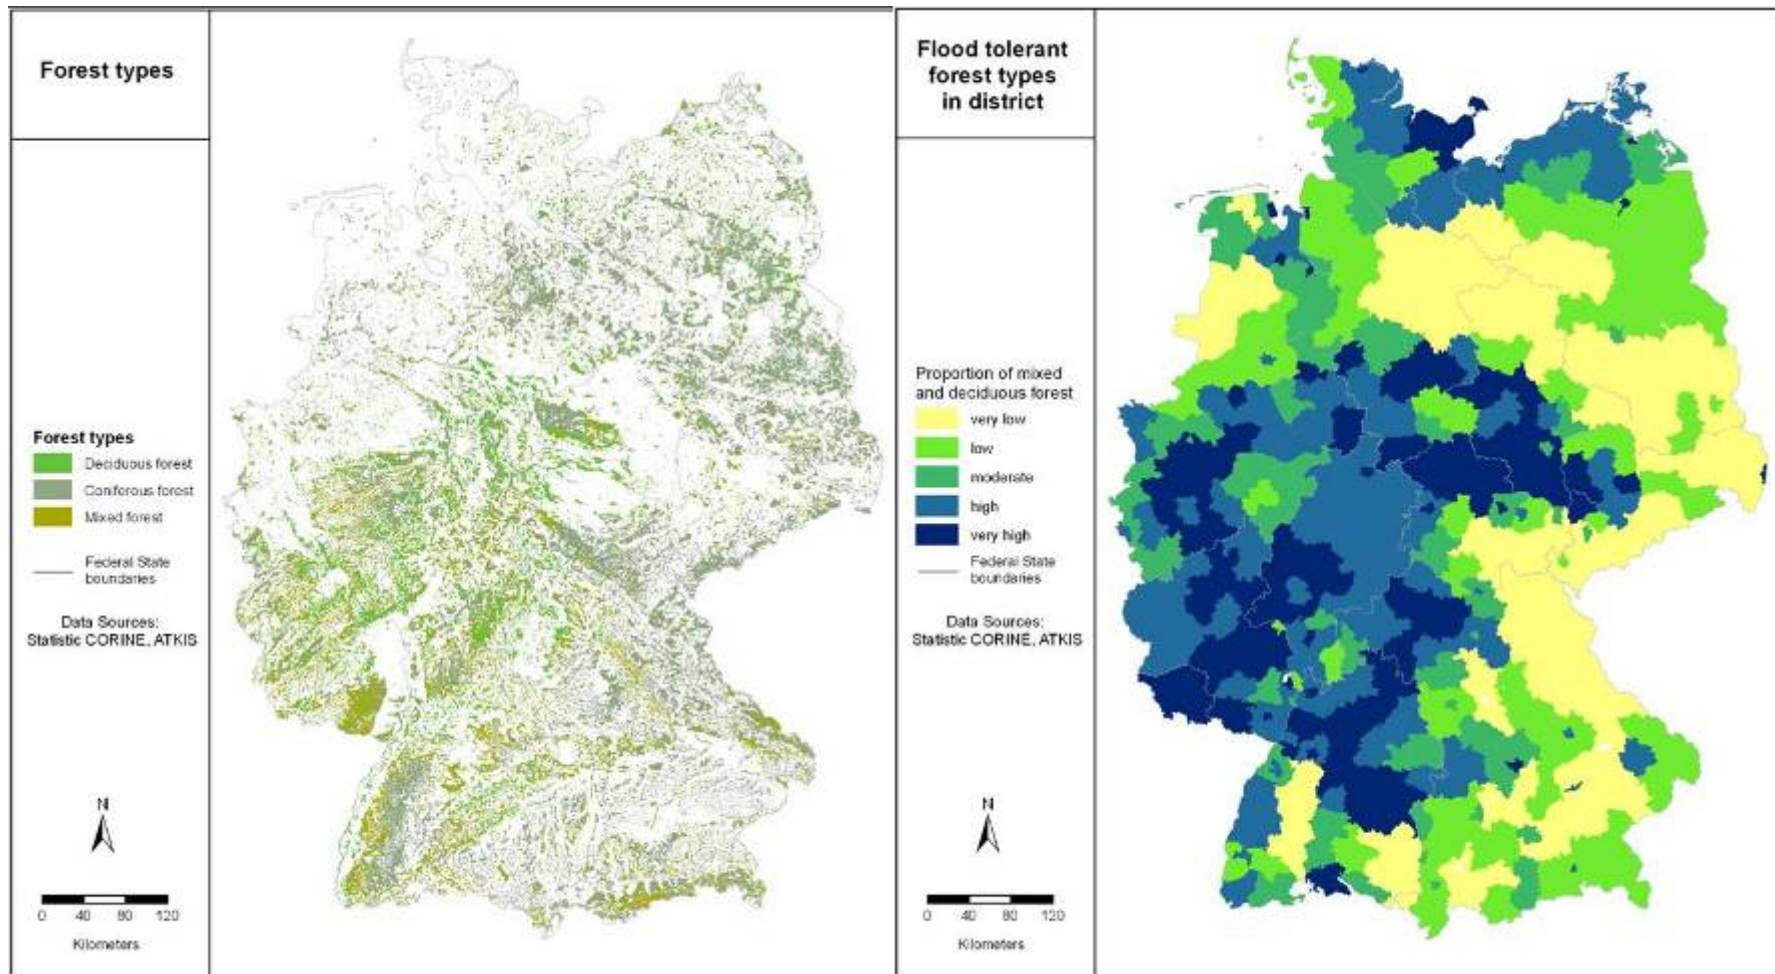 Forest types
Forest types
Deciduous forest
Coniferous forest
Mixed forest
Federal State
boundaries
Data Sources:
Statistic CORINE, ATKIS
N
0 40 80 120
Kilometers
Flood tolerant
forest types
in district
Proportion of mixed
and deciduous forest
very low
low
moderate
high
very high
Federal State
boundaries
Data Sources:
Statistic CORINE, ATKIS
N
0 40 80 120
Kilometers